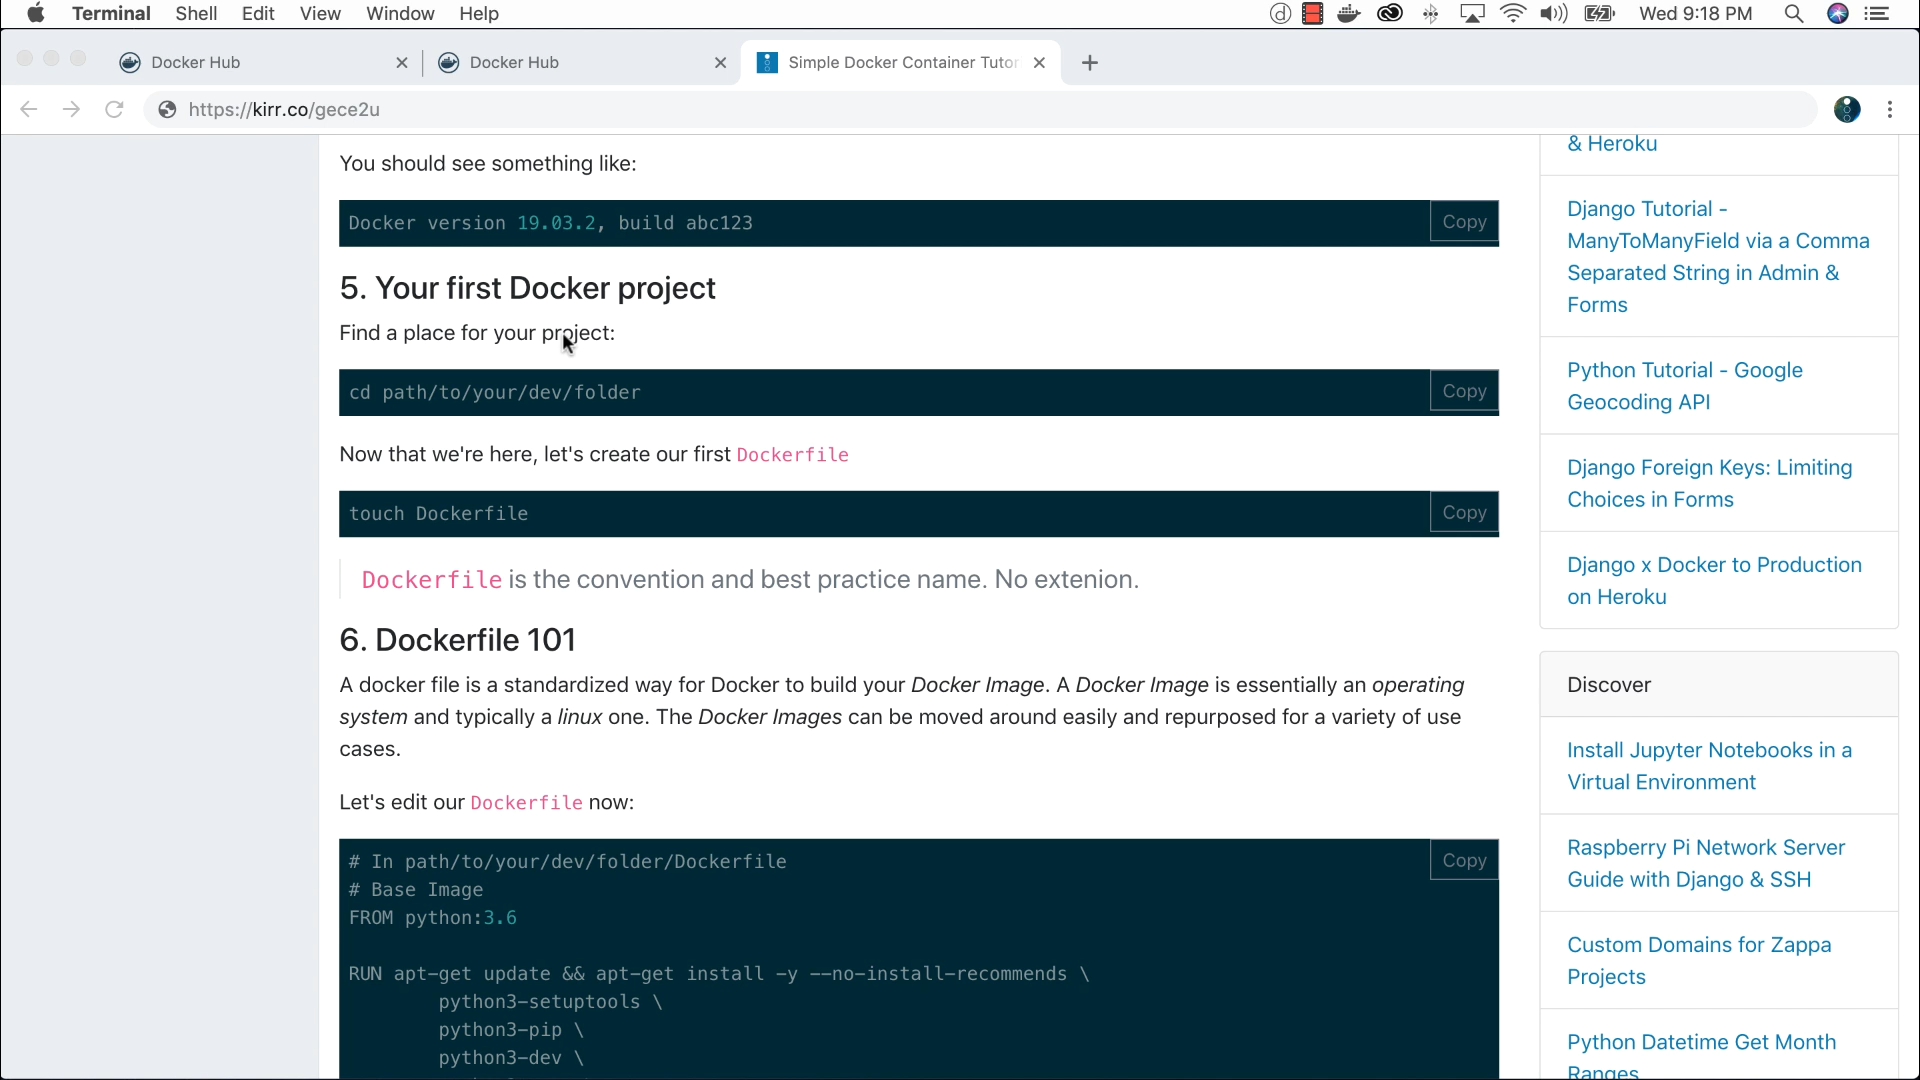 Terminal Shell Edit View Window Help Wed 9:18 PM
Docker Hub Docker Hub Simple Docker Container Tutor
https://kirr.co/gece2u
You should see something like:
Docker version 19.03.2, build abc123 Copy
5. Your first Docker project
Find a place for your project:
cd path/to/your/dev/folder Copy
Now that we're here, let's create our first Dockerfile
touch Dockerfile Copy
Dockerfile is the convention and best practice name. No extenion.
6. Dockerfile 101
A docker file is a standardized way for Docker to build your Docker Image. A Docker Image is essentially an operating
system and typically a linux one. The Docker Images can be moved around easily and repurposed for a variety of use
cases.
Let's edit our Dockerfile now:
# In path/to/your/dev/folder/Dockerfile Copy
# Base Image
FROM python:3.6
RUN apt-get update && apt-get install -y --no-install-recommends \
python3-setuptools \
python3-pip \
python3-dev \
& Heroku
Django Tutorial -
ManyToManyField via a Comma
Separated String in Admin &
Forms
Python Tutorial - Google
Geocoding API
Django Foreign Keys: Limiting
Choices in Forms
Django x Docker to Production
on Heroku
Discover
Install Jupyter Notebooks in a
Virtual Environment
Raspberry Pi Network Server
Guide with Django & SSH
Custom Domains for Zappa
Projects
Python Datetime Get Month
Ranges